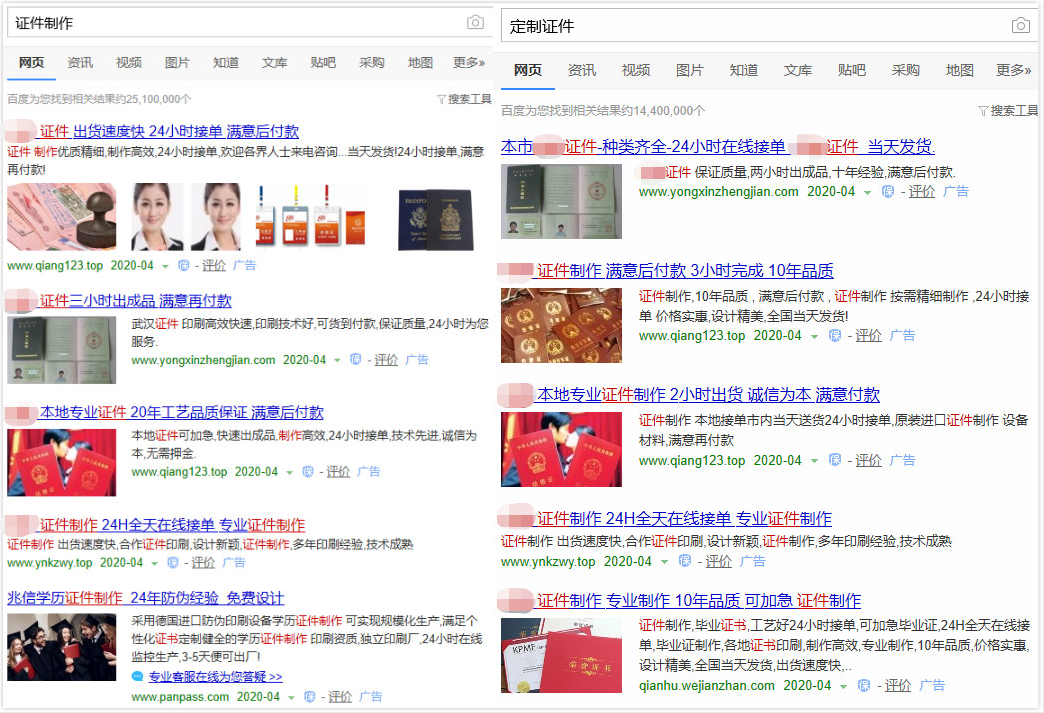 证件制作
网页 资讯 视频 图片 知道 文库 贴吧 采购 地图 更多»
百度为您找到相关结果约25,100,000个 搜索工具
证件 出货速度快 24小时接单 满意后付款
证件 制作优质精细,制作高效,24小时接单,欢迎各界人士来电咨询...当天发货!24小时接单,满意
再付款!
PASSPORT
www.qiang123.top 2020-04 保 - 评价 广告
证件三小时出成品 满意再付款
武汉证件 印刷高效快速,印刷技术好,可货到付款,保证质量,24小时为您
服务.
www.yongxinzhengjian.com 2020-04 保 - 评价 广告
本地专业证件 20年工艺品质保证 满意后付款
本地证件可加急,快速出成品,制作高效,24小时接单,技术先进,诚信为
本,无需押金.
www.qiang123.top 2020-04 保 - 评价 广告
证件制作 24H全天在线接单 专业证件制作
证件制作 出货速度快,合作证件印刷,设计新颖,证件制作,多年印刷经验,技术成熟
www.ynkzwy.top 2020-04 保 - 评价 广告
兆信学历证件制作 24年防伪经验 免费设计
采用德国进口防伪印刷设备学历证件制作 可实现规模化生产,满足个
性化证书定制健全的学历证件制作 印刷资质,独立印刷厂,24小时在线
监控生产,3-5天便可出厂!
专业客服在线为您答疑 >>
www.panpass.com 2020-04 保 - 评价 广告
定制证件
网页 资讯 视频 图片 知道 文库 贴吧 采购 地图 更多»
百度为您找到相关结果约14,400,000个 搜索工具
本市 证件-种类齐全-24小时在线接单 证件 当天发货.
证件 保证质量,两小时出成品,十年经验,满意后付款.
www.yongxinzhengjian.com 2020-04 保 - 评价 广告
证件制作 满意后付款 3小时完成 10年品质
证件制作,10年品质 , 满意后付款 , 证件制作 按需精细制作 ,24小时接
单 价格实惠,设计精美,全国当天发货!
www.qiang123.top 2020-04 保 - 评价 广告
本地专业证件制作 2小时出货 诚信为本 满意付款
证件制作 本地接单市内当天送货24小时接单,原装进口证件制作 设备
材料,满意再付款
www.qiang123.top 2020-04 保 - 评价 广告
证件制作 24H全天在线接单 专业证件制作
证件制作 出货速度快,合作证件印刷,设计新颖,证件制作,多年印刷经验,技术成熟
www.ynkzwy.top 2020-04 保 - 评价 广告
证件制作 专业制作 10年品质 可加急 证件制作
证件制作,毕业证书,工艺好24小时接单,可加急毕业证,24H全天在线接
单,毕业证制作,各地证书印刷,制作高效,专业制作,10年品质,价格实惠,
设计精美,全国当天发货,出货速度快,..
KPMG
荣誉证书
qianhu.wejianzhan.com 2020-04 保 - 评价 广告